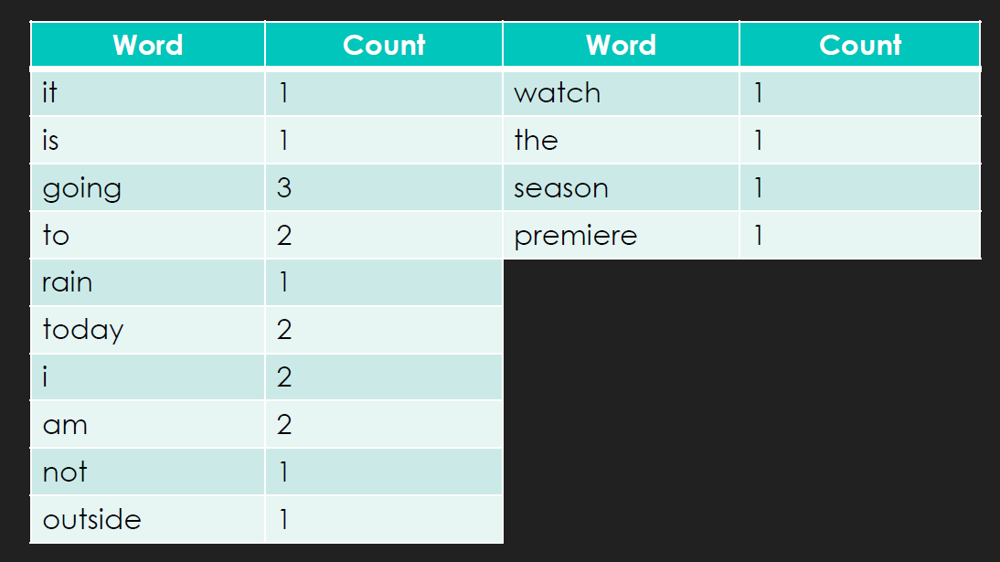 Word Count Word Count
it 1 watch 1
is 1 the 1
going 3 season 1
to 2 premiere 1
rain 1
today 2
i 2
am 2
not 1
outside 1